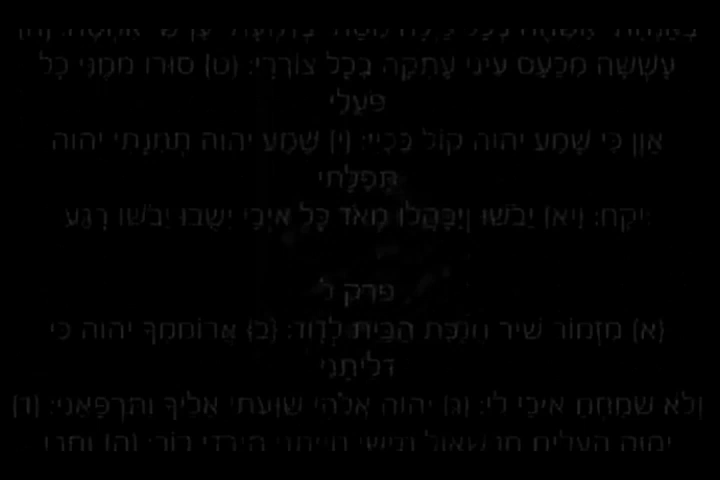 עָשְׁשָׁה מִכַּעַס עֵינִי עָתְקָה בְּכָל צוֹרְרָי: (ט) סוּרוּ מִמֶּנִּי כָּל
פֹּעֲלֵי
אָוֶן כִּי שָׁמַע יהוה קוֹל בִּכְיִי: (י) שָׁמַע יהוה תְּחִנָּתִי יהוה
תְּפִלָּתִי
יִקָּח: (יא) יֵבֹשׁוּ וְיִבָּהֲלוּ מְאֹד כָּל אֹיְבָי יָשֻׁבוּ יֵבֹשׁוּ רָגַע:
פרק ל
(א) מִזְמוֹר שִׁיר חֲנֻכַּת הַבַּיִת לְדָוִד: (ב) אֲרוֹמִמְךָ יהוה כִּי
דִלִּיתָנִי
וְלֹא שִׂמַּחְתָּ אֹיְבַי לִי: (ג) יהוה אֱלֹהָי שִׁוַּעְתִּי אֵלֶיךָ וַתִּרְפָּאֵנִי: (ד)